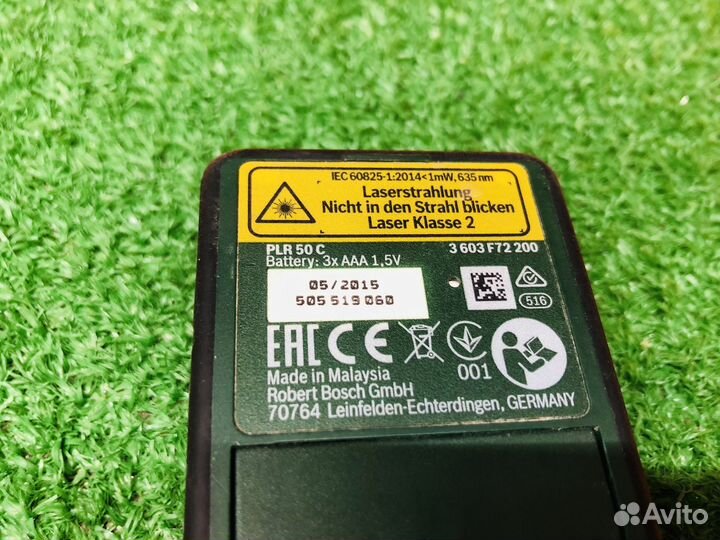 IEC 60825-1:2014<1mW, 635 nm
Laserstrahlung
Nicht in den Strahl blicken
Laser Klasse 2
PLR 50 C 3 603 F72 200
Battery: 3x AAA 1,5V
05/2015
505519060
516
EAC CE
001
Made in Malaysia
Robert Bosch GmbH
70764 Leinfelden-Echterdingen, GERMANY
Avito